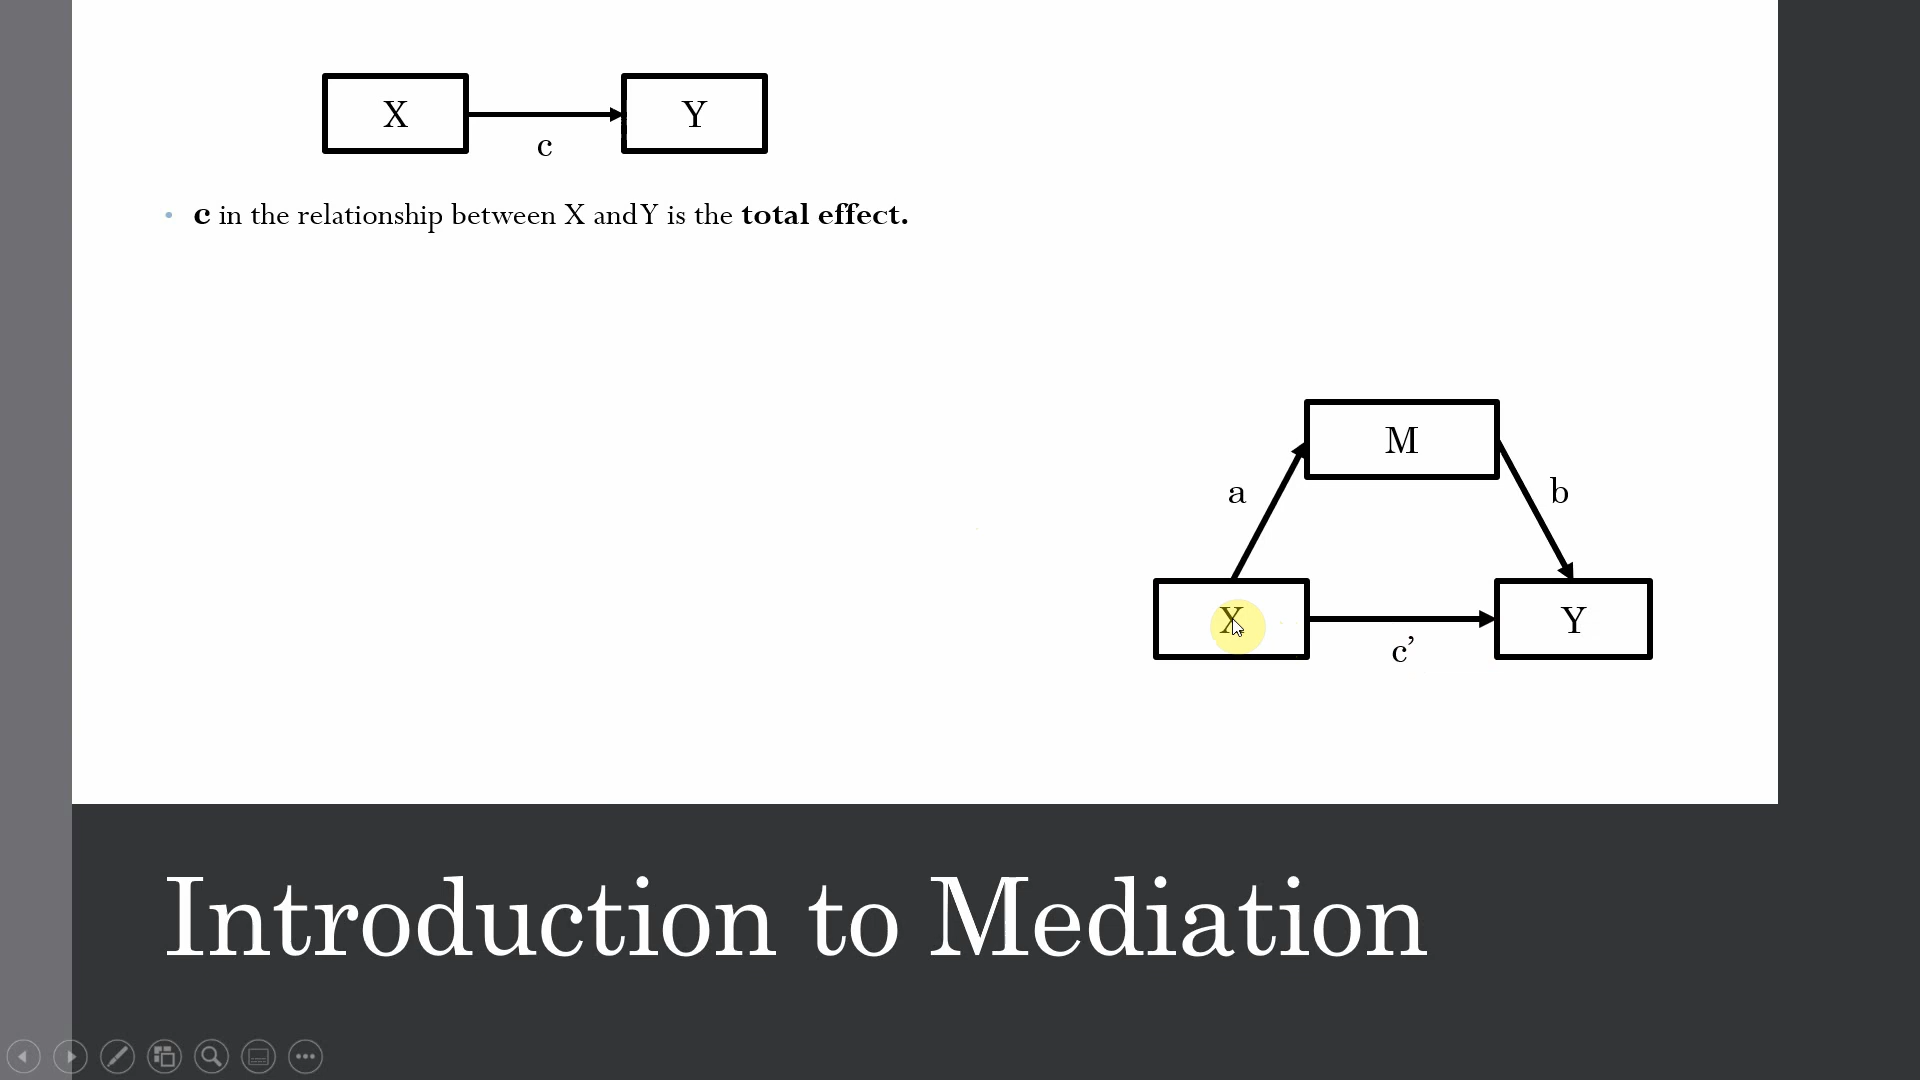 X
Y
c
• c in the relationship between X and Y is the total effect.
M
a
b
X
Y
c’
Introduction to Mediation